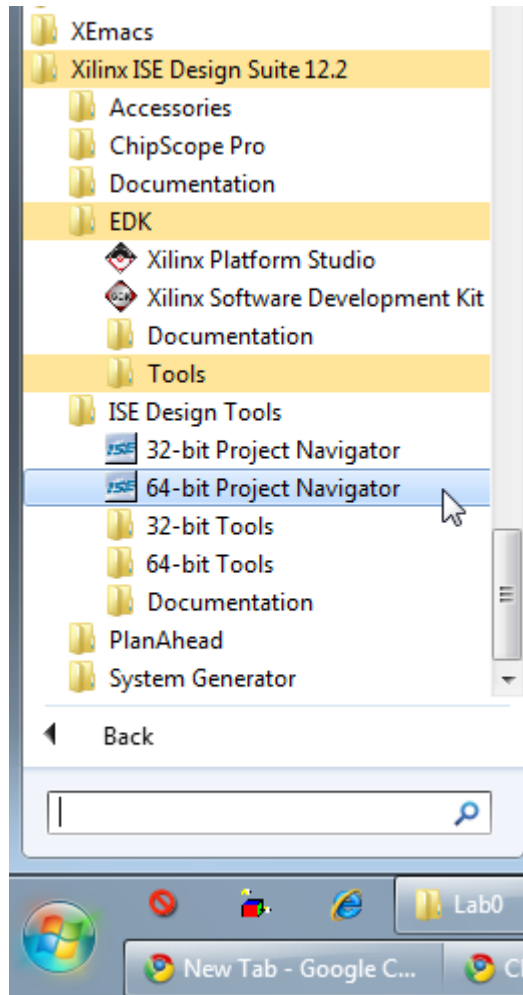 XEmacs
Xilinx ISE Design Suite 12.2
Accessories
ChipScope Pro
Documentation
EDK
Xilinx Platform Studio
Xilinx Software Development Kit
Documentation
Tools
ISE Design Tools
ISE 32-bit Project Navigator
ISE 64-bit Project Navigator
32-bit Tools
64-bit Tools
Documentation
PlanAhead
System Generator
Back
Lab0
New Tab - Google C...